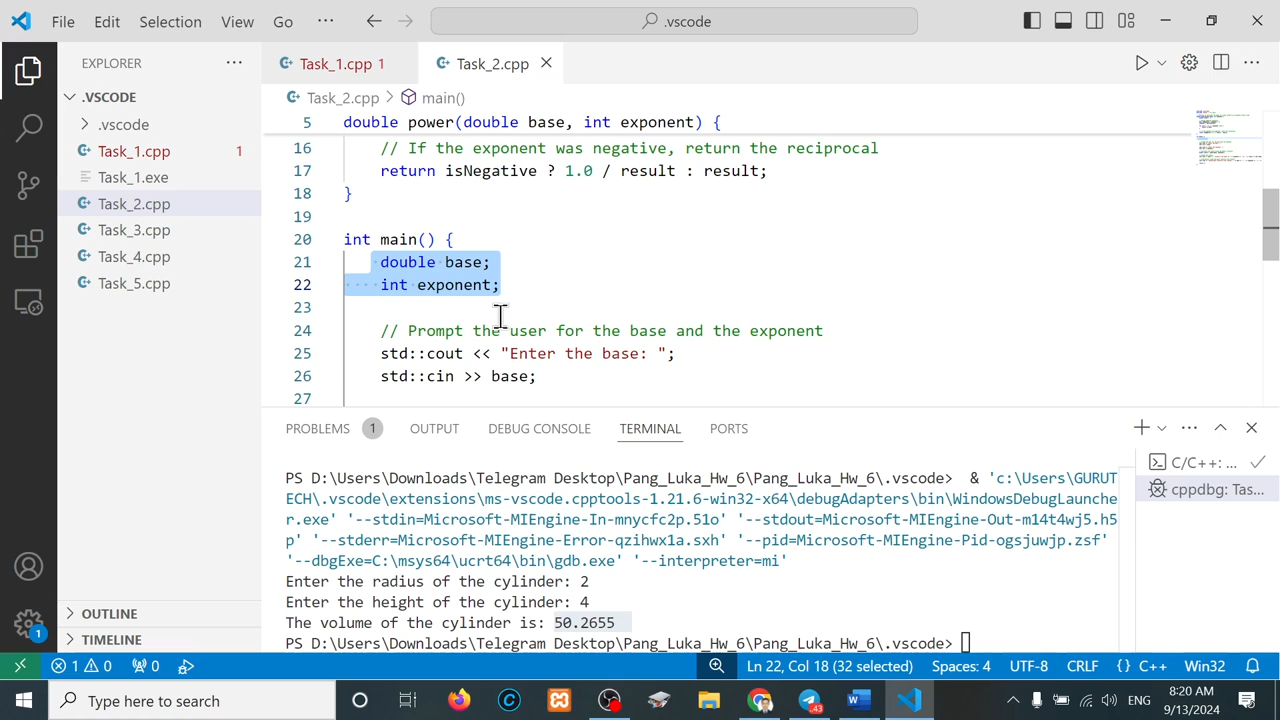 File Edit Selection View Go ··· .vscode
EXPLORER ···
.VSCODE
.vscode
Task_1.cpp 1
Task_1.exe
Task_2.cpp
Task_3.cpp
Task_4.cpp
Task_5.cpp
OUTLINE
TIMELINE
Task_1.cpp 1 Task_2.cpp
Task_2.cpp > main()
5 double power(double base, int exponent) {
16 // If the exponent was negative, return the reciprocal
17 return isNegative ? 1.0 / result : result;
18 }
19
20 int main() {
21 double base;
22 int exponent;
23
24 // Prompt the user for the base and the exponent
25 std::cout << "Enter the base: ";
26 std::cin >> base;
27
PROBLEMS 1 OUTPUT DEBUG CONSOLE TERMINAL PORTS
PS D:\Users\Downloads\Telegram Desktop\Pang_Luka_Hw_6\Pang_Luka_Hw_6\.vscode> & 'c:\Users\GURUT
ECH\.vscode\extensions\ms-vscode.cpptools-1.21.6-win32-x64\debugAdapters\bin\WindowsDebugLaunche
r.exe' '--stdin=Microsoft-MIEngine-In-mnycfc2p.51o' '--stdout=Microsoft-MIEngine-Out-m14t4wj5.h5
p' '--stderr=Microsoft-MIEngine-Error-qzihwx1a.sxh' '--pid=Microsoft-MIEngine-Pid-ogsjuwjp.zsf'
'--dbgExe=C:\msys64\ucrt64\bin\gdb.exe' '--interpreter=mi'
Enter the radius of the cylinder: 2
Enter the height of the cylinder: 4
The volume of the cylinder is: 50.2655
PS D:\Users\Downloads\Telegram Desktop\Pang_Luka_Hw_6\Pang_Luka_Hw_6\.vscode>
C/C++: ...
cppdbg: Tas...
1
1 0 0 Ln 22, Col 18 (32 selected) Spaces: 4 UTF-8 CRLF {} C++ Win32
Type here to search 43 ENG 8:20 AM
9/13/2024